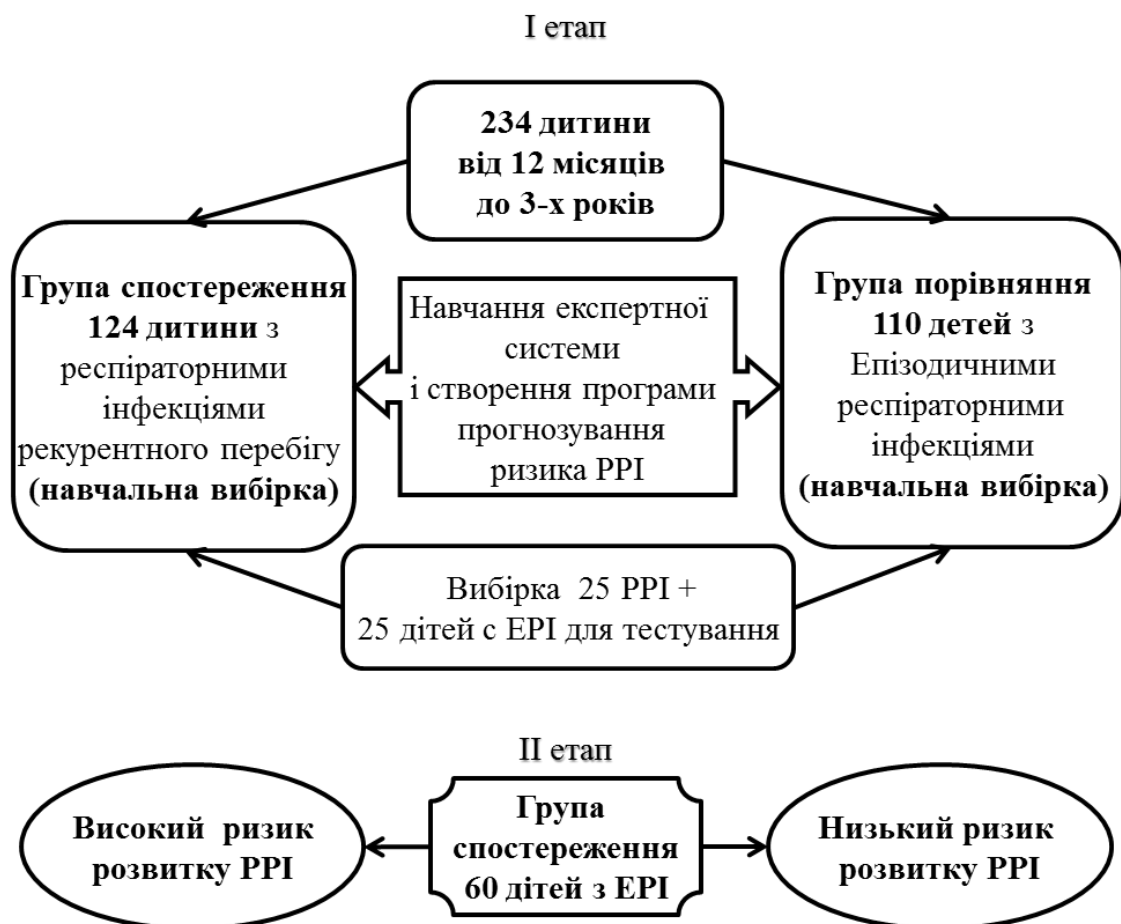 І етап
234 дитини
від 12 місяців
до 3-х років
Група спостереження
124 дитини з
респіраторними
інфекціями
рекурентного перебігу
(навчальна вибірка)
Навчання експертної
системи
і створення програми
прогнозування
ризика РРІ
Група порівняння
110 детей з
Епізодичними
респіраторними
інфекціями
(навчальна вибірка)
Вибірка 25 РРІ +
25 дітей с ЕРІ для тестування
ІІ етап
Високий ризик
розвитку РРІ
Група
спостереження
60 дітей з ЕРІ
Низький ризик
розвитку РРІ